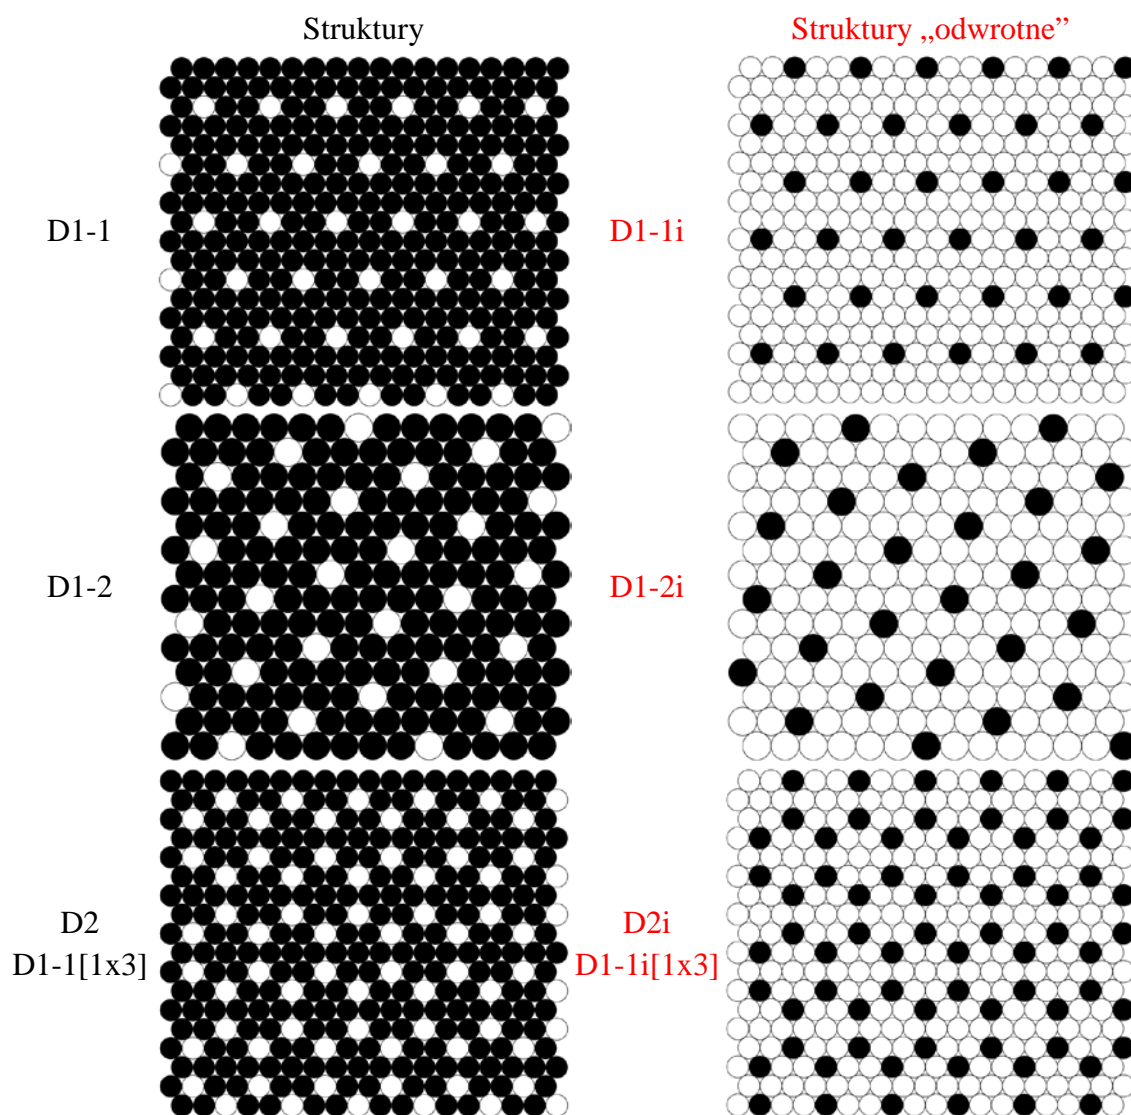 Struktury
Struktury „odwrotne”
D1-1
D1-1i
D1-2
D1-2i
D2
D1-1[1x3]
D2i
D1-1i[1x3]